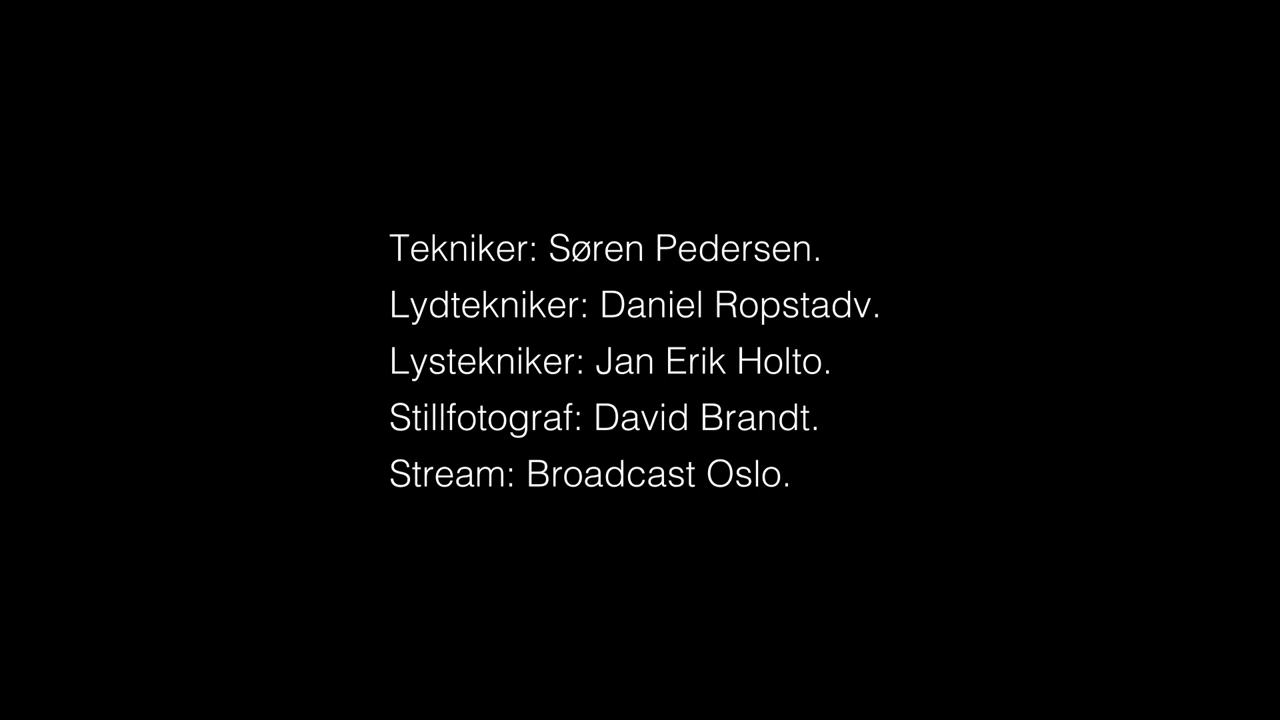 Tekniker: Søren Pedersen.
Lydtekniker: Daniel Ropstadv.
Lystekniker: Jan Erik Holto.
Stillfotograf: David Brandt.
Stream: Broadcast Oslo.